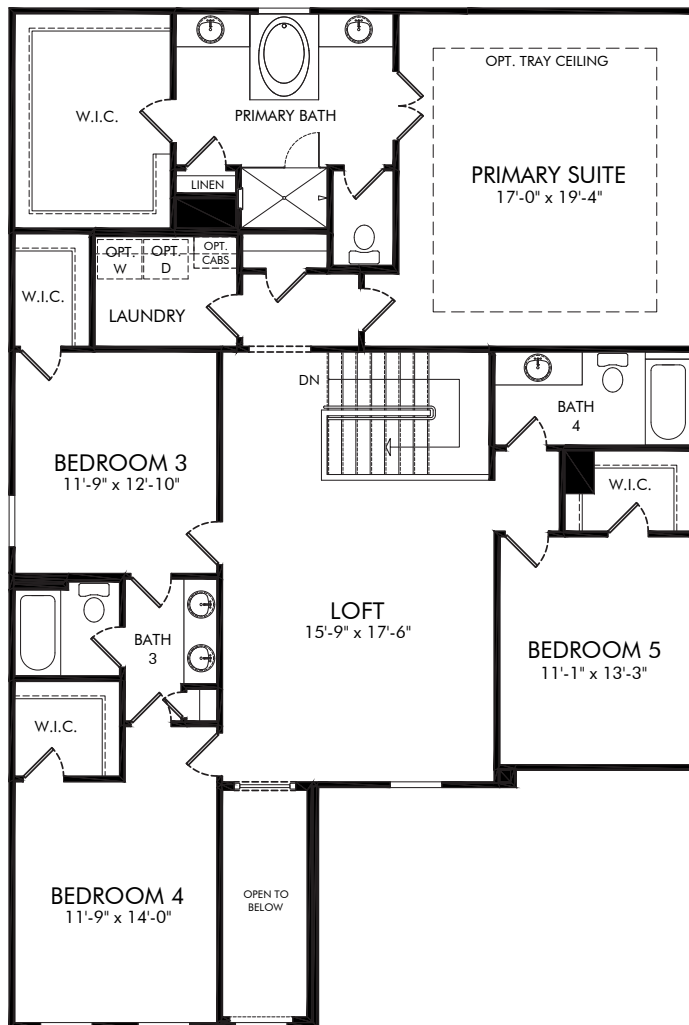 OPT. TRAY CEILING
W.I.C.
PRIMARY BATH
PRIMARY SUITE
17'-0" x 19'-4"
LINEN
OPT.
W
OPT.
D
OPT.
CABS
W.I.C.
LAUNDRY
DN
BATH
4
BEDROOM 3
11'-9" x 12'-10"
W.I.C.
LOFT
15'-9" x 17'-6"
BATH
3
BEDROOM 5
11'-1" x 13'-3"
W.I.C.
BEDROOM 4
11'-9" x 14'-0"
OPEN TO
BELOW